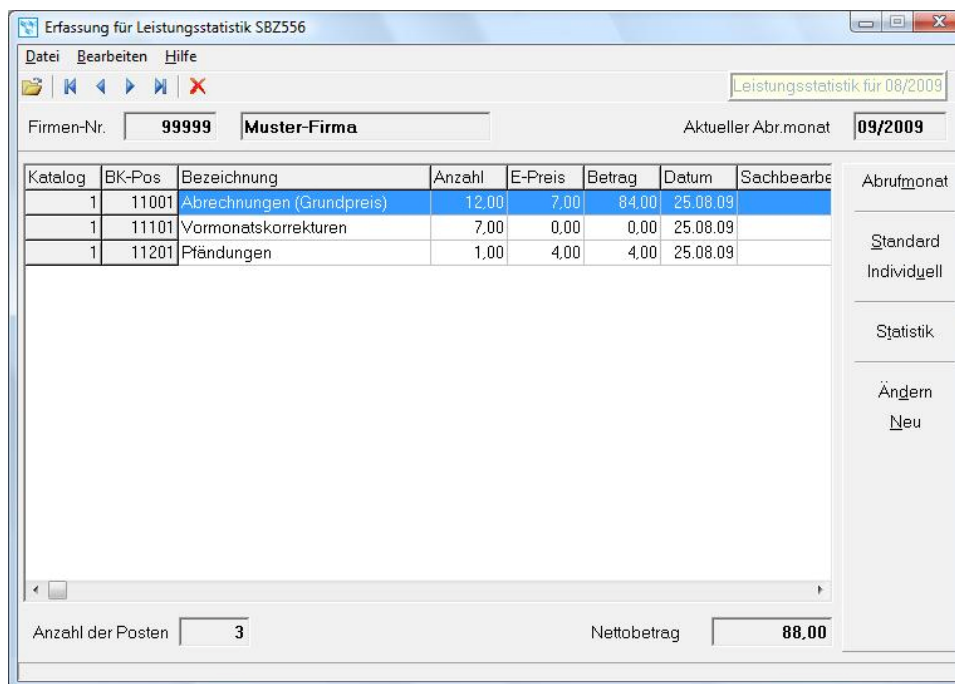 Erfassung für Leistungsstatistik SBZ556
Datei Bearbeiten Hilfe
Leistungsstatistik für 08/2009
Firmen-Nr. 99999 Muster-Firma Aktueller Abr.monat 09/2009
Katalog BK-Pos Bezeichnung Anzahl E-Preis Betrag Datum Sachbearbe
1 11001 Abrechnungen (Grundpreis) 12,00 7,00 84,00 25.08.09
1 11101 Vormonatskorrekturen 7,00 0,00 0,00 25.08.09
1 11201 Pfändungen 1,00 4,00 4,00 25.08.09
Abrufmonat
Standard
Individuell
Statistik
Ändern
Neu
Anzahl der Posten 3 Nettobetrag 88,00